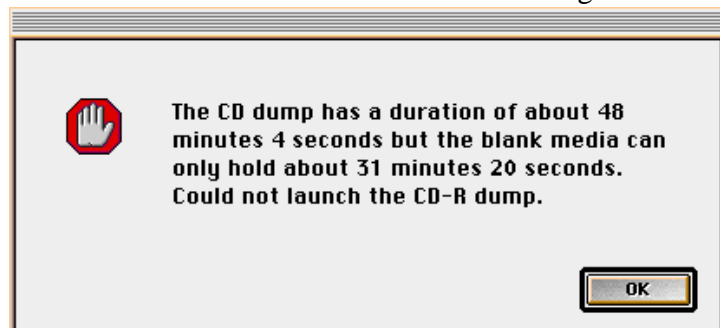 The CD dump has a duration of about 48
minutes 4 seconds but the blank media can
only hold about 31 minutes 20 seconds.
Could not launch the CD-R dump.
OK